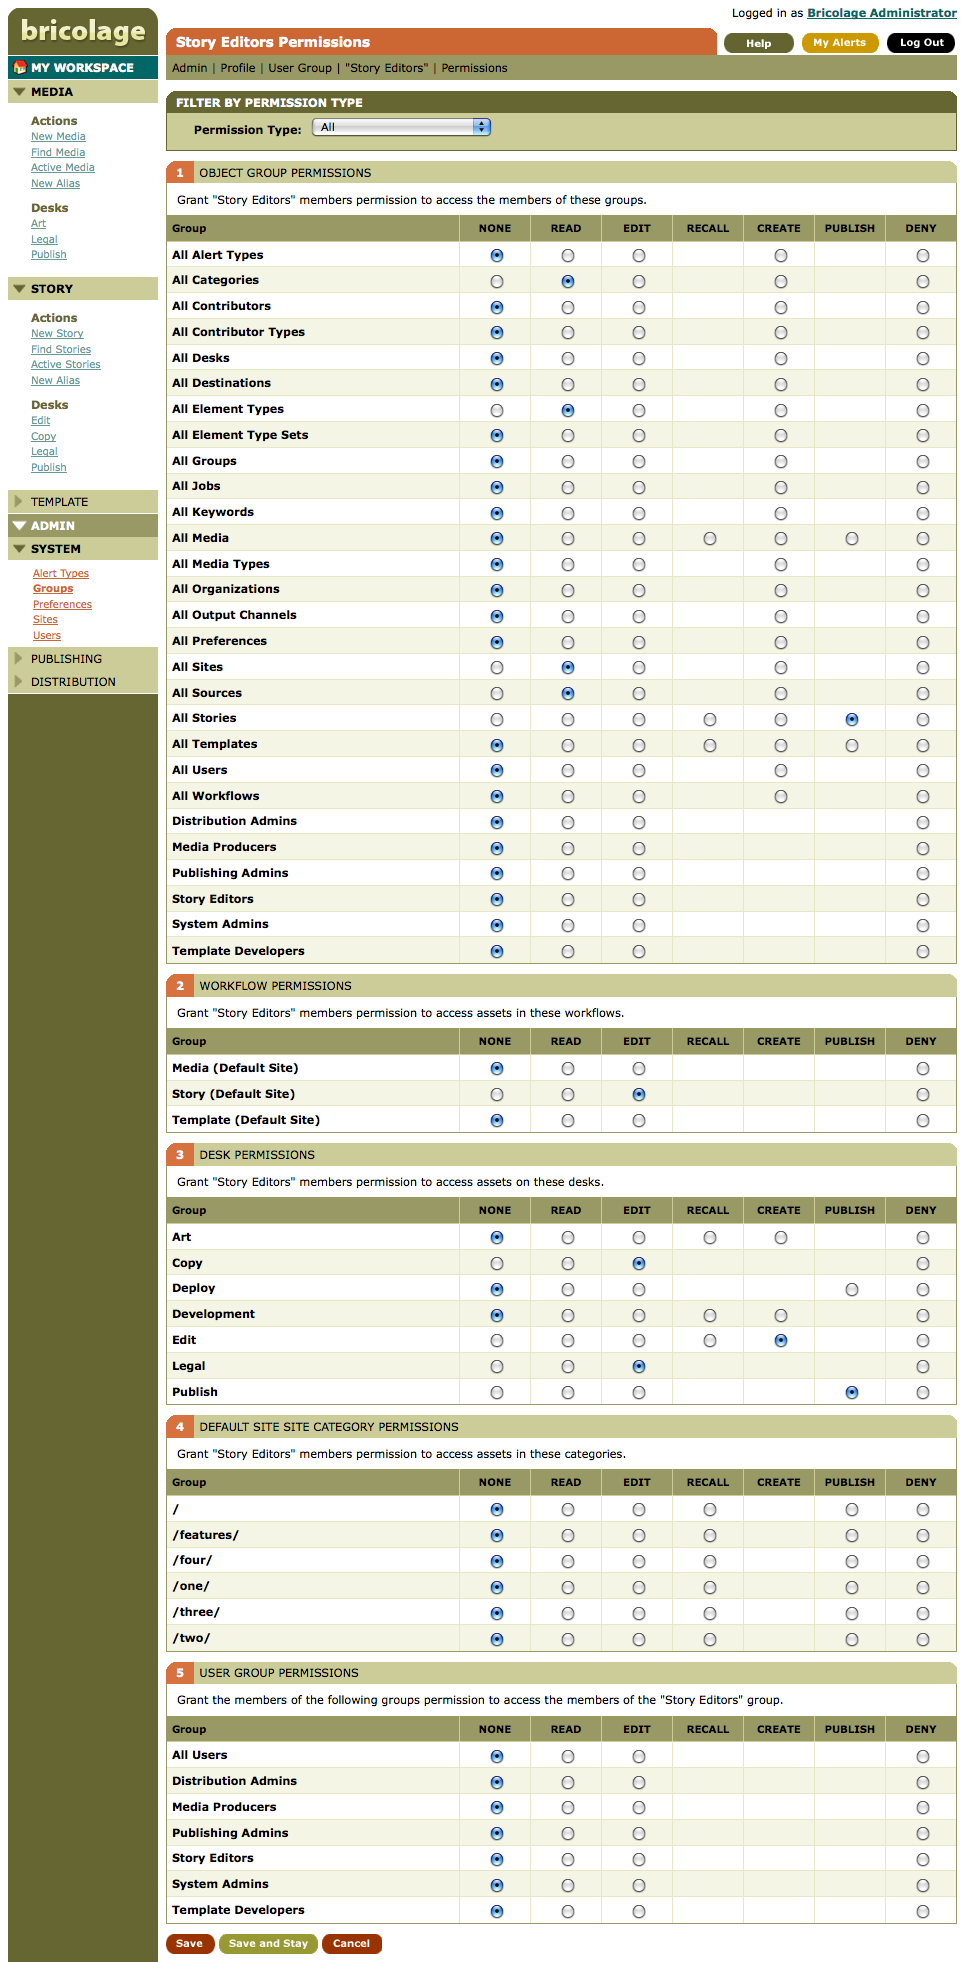 Logged in as Bricolage Administrator
bricolage
Story Editors Permissions
Help
My Alerts
Log Out
MY WORKSPACE
Admin | Profile | User Group | "Story Editors" | Permissions
MEDIA
Actions
New Media
Find Media
Active Media
New Alias
Desks
Art
Legal
Publish
STORY
Actions
New Story
Find Stories
Active Stories
New Alias
Desks
Edit
Copy
Legal
Publish
TEMPLATE
ADMIN
SYSTEM
Alert Types
Groups
Preferences
Sites
Users
PUBLISHING
DISTRIBUTION
FILTER BY PERMISSION TYPE
Permission Type: All
1 OBJECT GROUP PERMISSIONS
Grant "Story Editors" members permission to access the members of these groups.
Group NONE READ EDIT RECALL CREATE PUBLISH DENY
All Alert Types
All Categories
All Contributors
All Contributor Types
All Desks
All Destinations
All Element Types
All Element Type Sets
All Groups
All Jobs
All Keywords
All Media
All Media Types
All Organizations
All Output Channels
All Preferences
All Sites
All Sources
All Stories
All Templates
All Users
All Workflows
Distribution Admins
Media Producers
Publishing Admins
Story Editors
System Admins
Template Developers
2 WORKFLOW PERMISSIONS
Grant "Story Editors" members permission to access assets in these workflows.
Group NONE READ EDIT RECALL CREATE PUBLISH DENY
Media (Default Site)
Story (Default Site)
Template (Default Site)
3 DESK PERMISSIONS
Grant "Story Editors" members permission to access assets on these desks.
Group NONE READ EDIT RECALL CREATE PUBLISH DENY
Art
Copy
Deploy
Development
Edit
Legal
Publish
4 DEFAULT SITE SITE CATEGORY PERMISSIONS
Grant "Story Editors" members permission to access assets in these categories.
Group NONE READ EDIT RECALL CREATE PUBLISH DENY
/
/features/
/four/
/one/
/three/
/two/
5 USER GROUP PERMISSIONS
Grant the members of the following groups permission to access the members of the "Story Editors" group.
Group NONE READ EDIT RECALL CREATE PUBLISH DENY
All Users
Distribution Admins
Media Producers
Publishing Admins
Story Editors
System Admins
Template Developers
Save
Save and Stay
Cancel